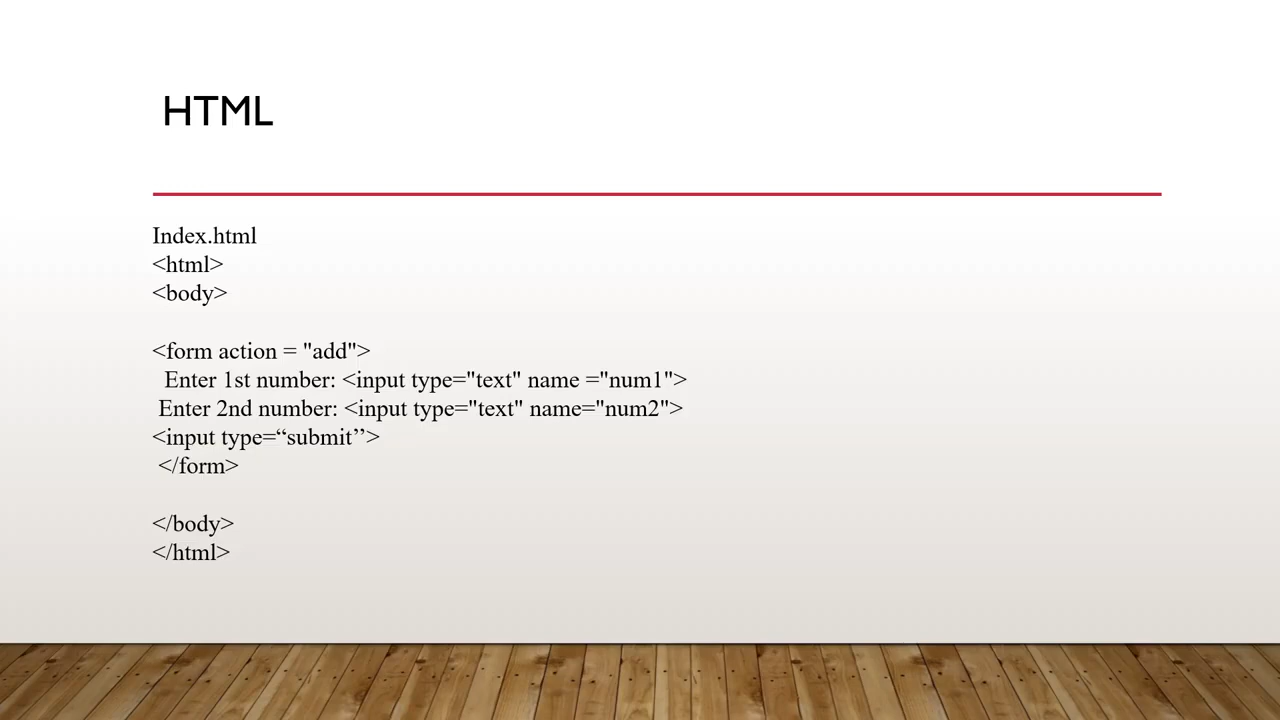 HTML
Index.html
<html>
<body>
<form action = "add">
Enter 1st number: <input type="text" name ="num1">
Enter 2nd number: <input type="text" name="num2">
<input type=“submit’’>
</form>
</body>
</html>